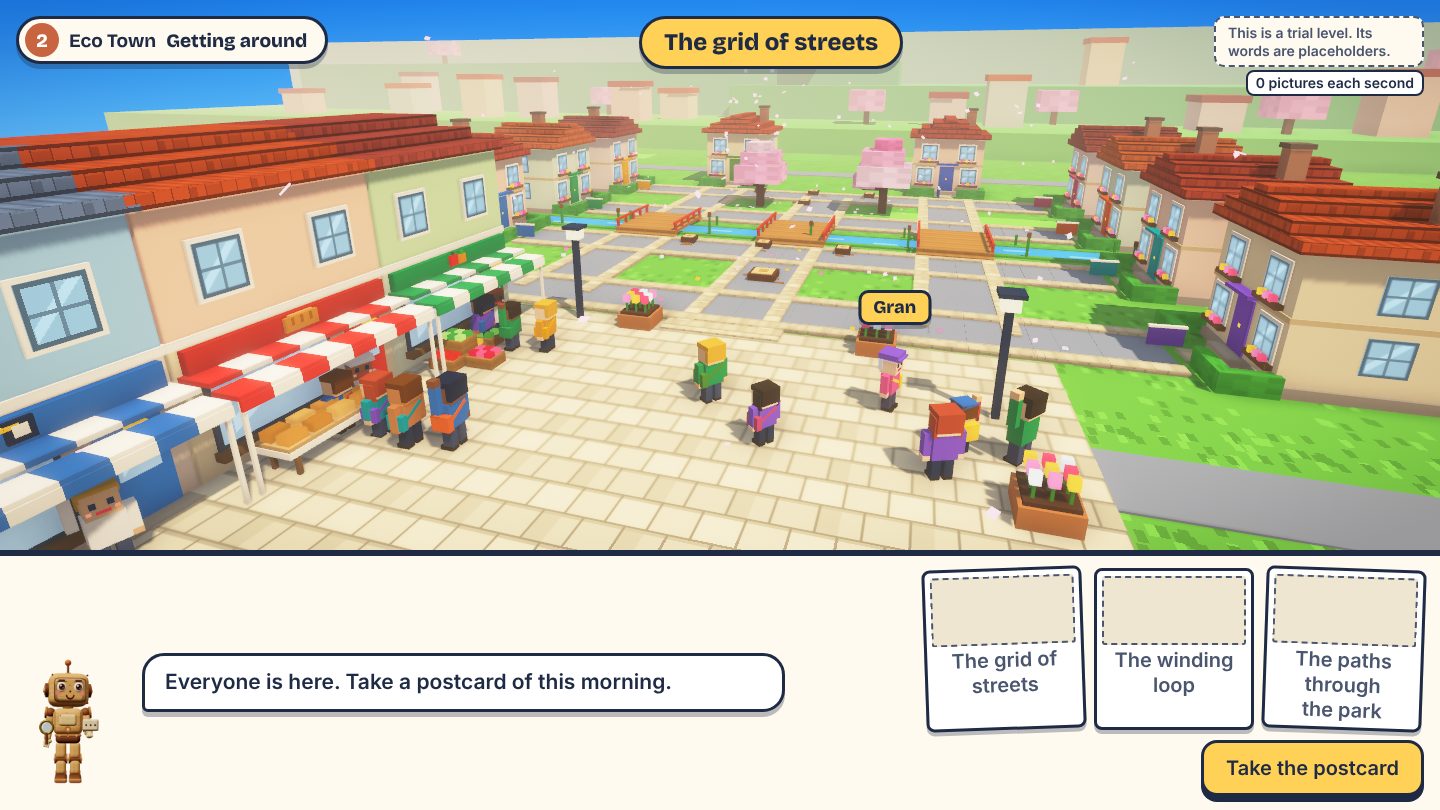 2 Eco Town Getting around
The grid of streets
This is a trial level. Its
words are placeholders.
0 pictures each second
Gran
Everyone is here. Take a postcard of this morning.
The grid of
streets
The winding
loop
The paths
through
the park
Take the postcard